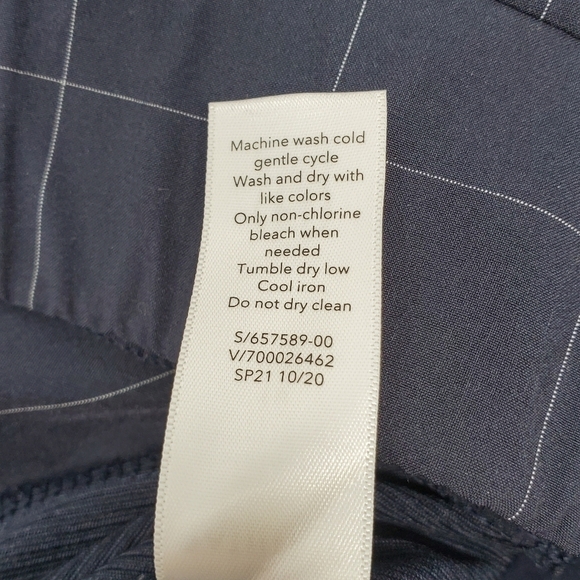 Machine wash cold
gentle cycle
Wash and dry with
like colors
Only non-chlorine
bleach when
needed
Tumble dry low
Cool iron
Do not dry clean
S/657589-00
V/700026462
SP21 10/20